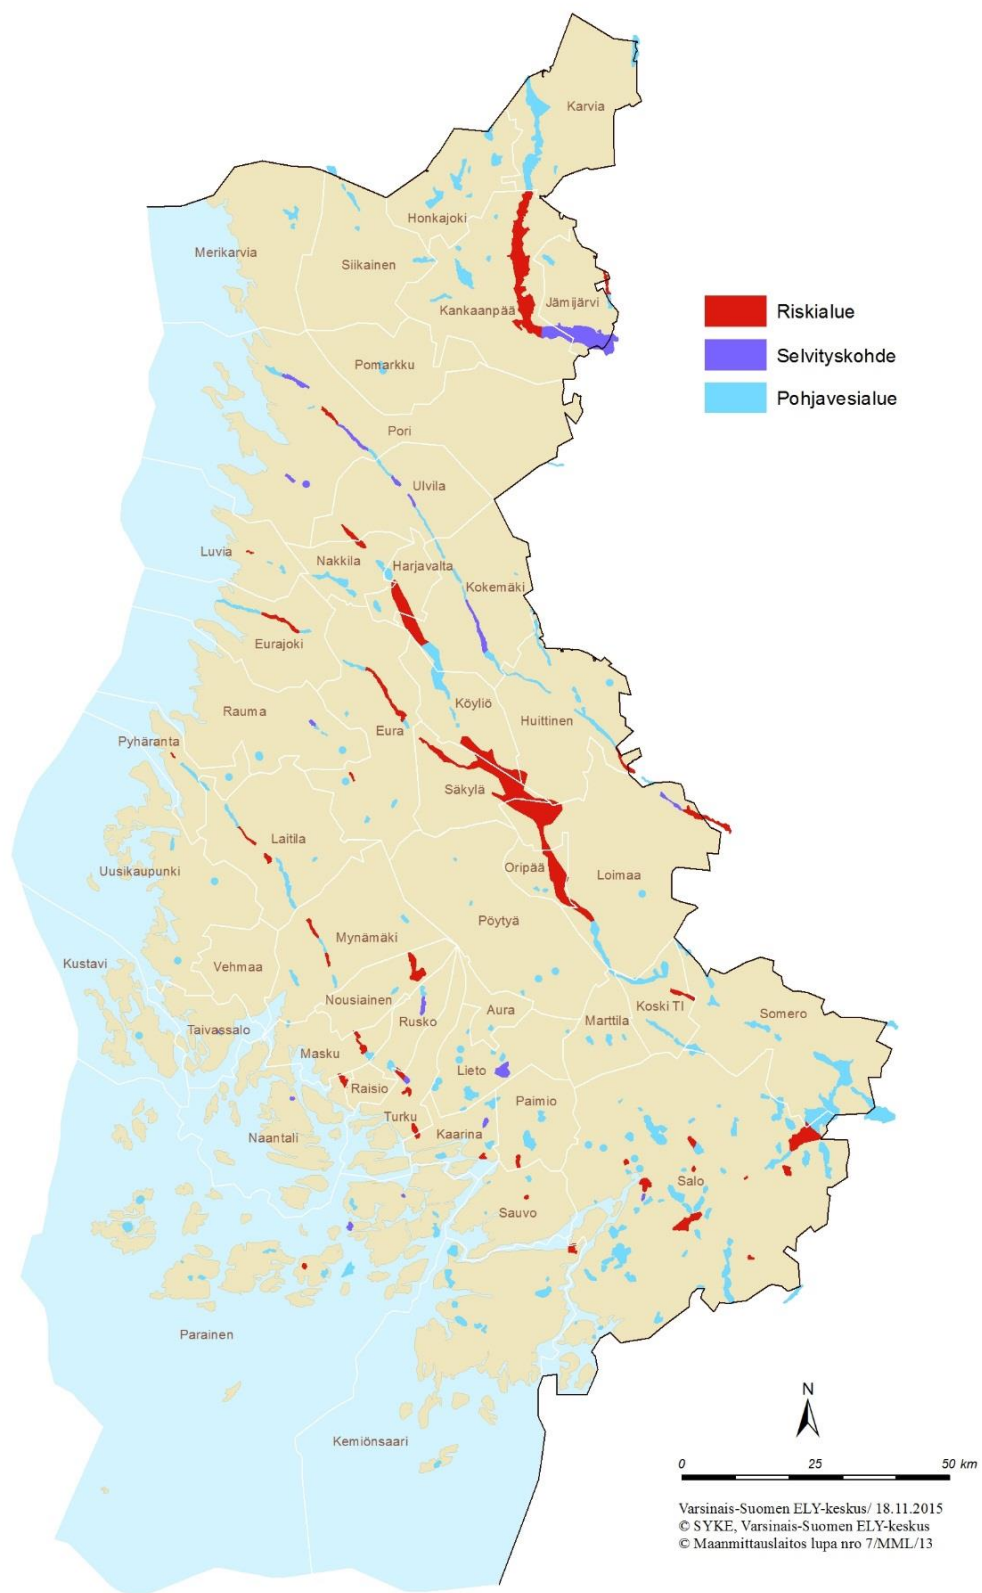 Karvia
Honkajoki
Merikarvia
Siikainen
Kankaanpää
Jämijärvi
Riskialue
Selvityskohde
Pohjavesialue
Pomarkku
Pori
Ulvila
Luvia
Nakkila
Harjavalta
Kokemäki
Eurajoki
Rauma
Köyliö
Huittinen
Eura
Pyhäranta
Säkylä
Laitila
Uusikaupunki
Oripää
Loimaa
Pöytyä
Mynämäki
Kustavi
Vehmaa
Nousiainen
Rusko
Aura
Koski Tl
Marttila
Somero
Taivassalo
Masku
Lieto
Raisio
Paimio
Turku
Kaarina
Naantali
Salo
Sauvo
Parainen
Kemiönsaari
N
0 25 50 km
Varsinais-Suomen ELY-keskus/ 18.11.2015
© SYKE, Varsinais-Suomen ELY-keskus
© Maanmittauslaitos lupa nro 7/MML/13